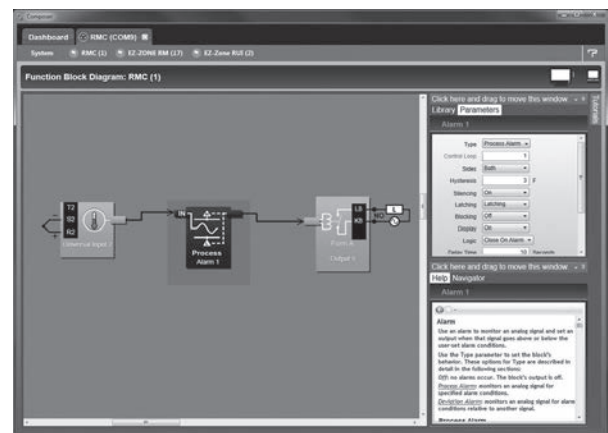 Composer
Dashboard RMC (COM9)
System RMC (1) EZ-ZONE RM (17) EZ-Zone RUI (2) ?
Function Block Diagram: RMC (1)
Click here and drag to move this window
Library Parameters
Alarm 1
Type Process Alarm
Control Loop 1
Sides Both
Hysteresis 3 F
Silencing On
Latching Latching
Blocking Off
Display On
Logic Close On Alarm
Delay Time 10 Seconds
Tutorials
T2
S2
R2
Universal Input
IN
Process
Alarm 1
L8
K8
NO
L
Form A
Output
Click here and drag to move this window
Help Navigator
Alarm 1
Alarm
Use an alarm to monitor an analog signal and set an
output when that signal goes above or below the
user-set alarm conditions.
Use the Type parameter to set the block's
behavior. These options for Type are described in
detail in the following sections:
Off: no alarms occur. The block's output is off.
Process Alarm: monitors an analog signal for
specified alarm conditions.
Deviation Alarm: monitors an analog signal for alarm
conditions relative to another signal.
Process Alarm